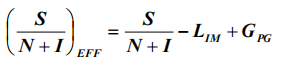 (S/(N + I))_EFF = S/(N + I) − L_IM + G_PG